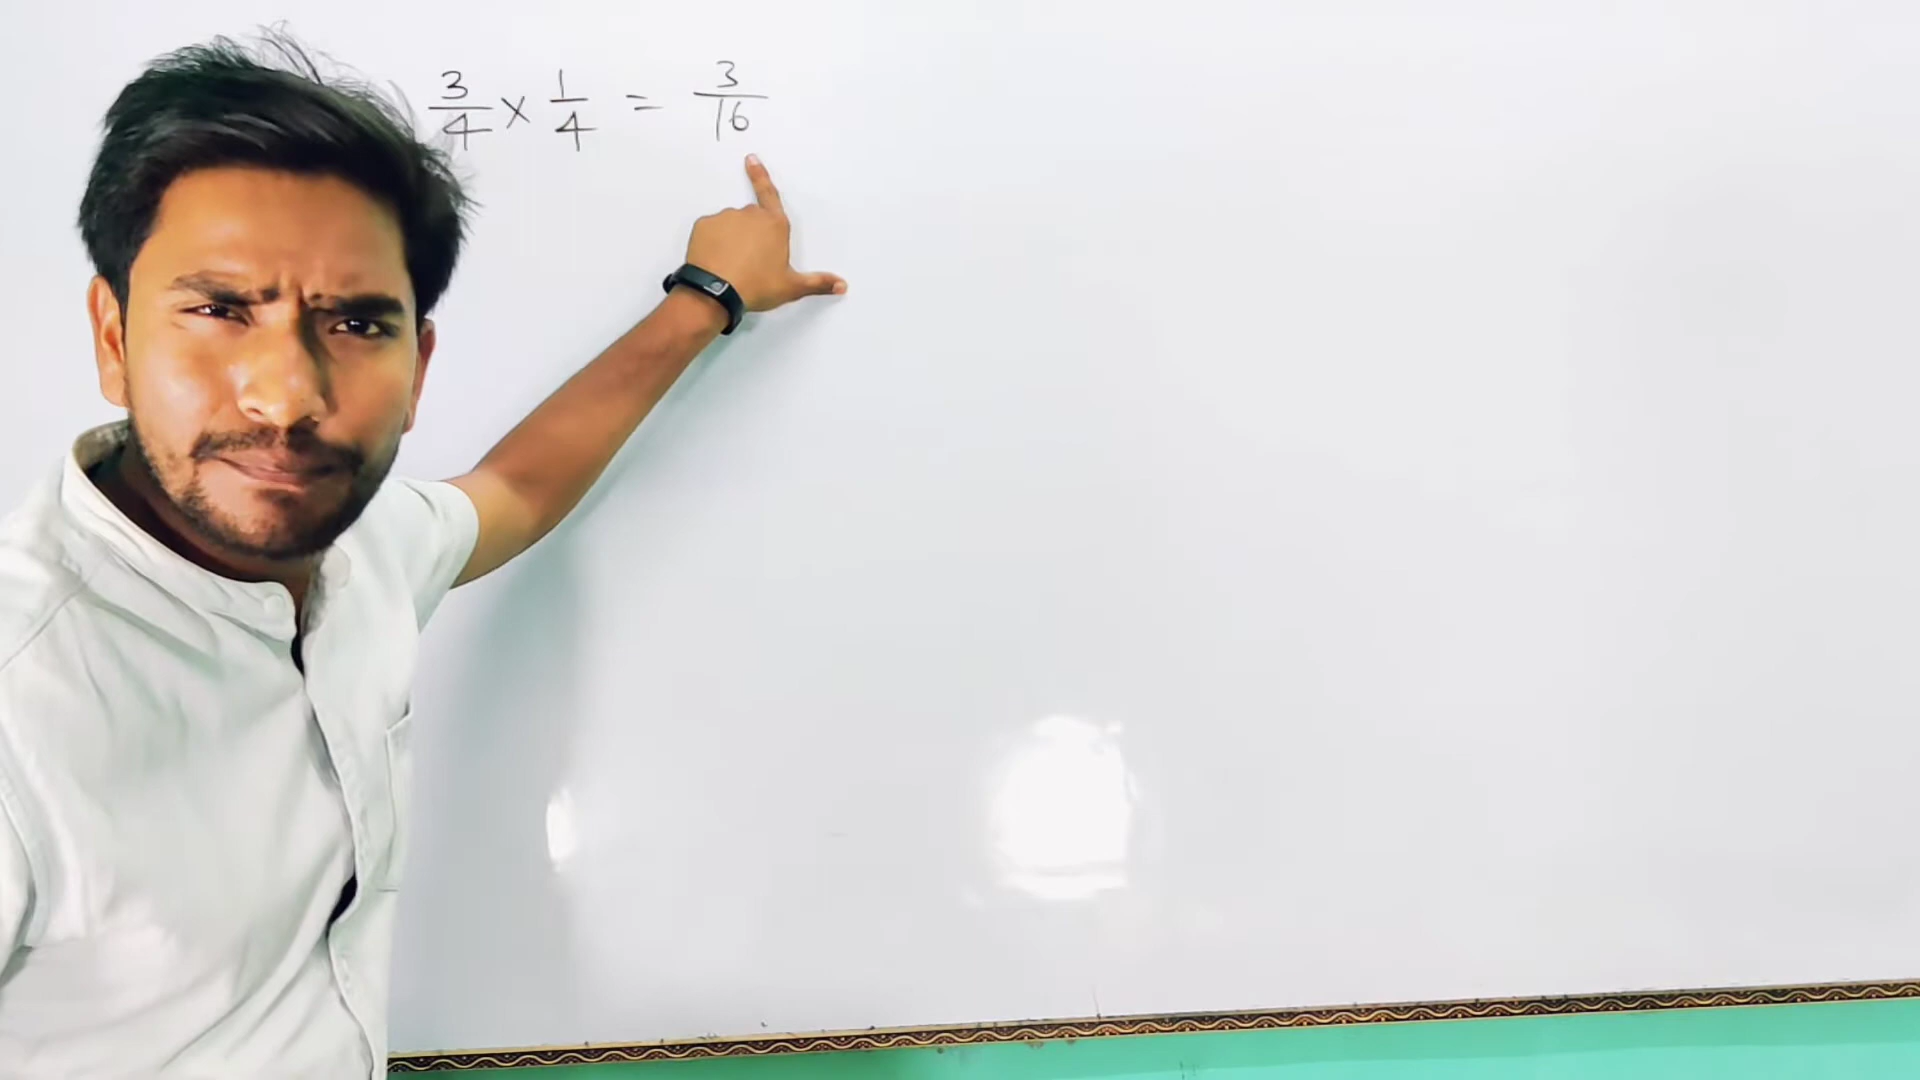 3/4 × 1/4 = 3/16